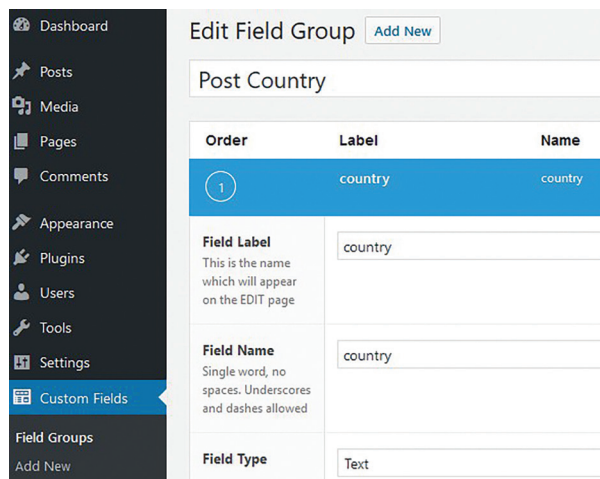 Dashboard
Posts
Media
Pages
Comments
Appearance
Plugins
Users
Tools
Settings
Custom Fields
Field Groups
Add New
Edit Field Group Add New
Post Country
Order Label Name
1 country country
Field Label
This is the name
which will appear
on the EDIT page
country
Field Name
Single word, no
spaces. Underscores
and dashes allowed
country
Field Type
Text